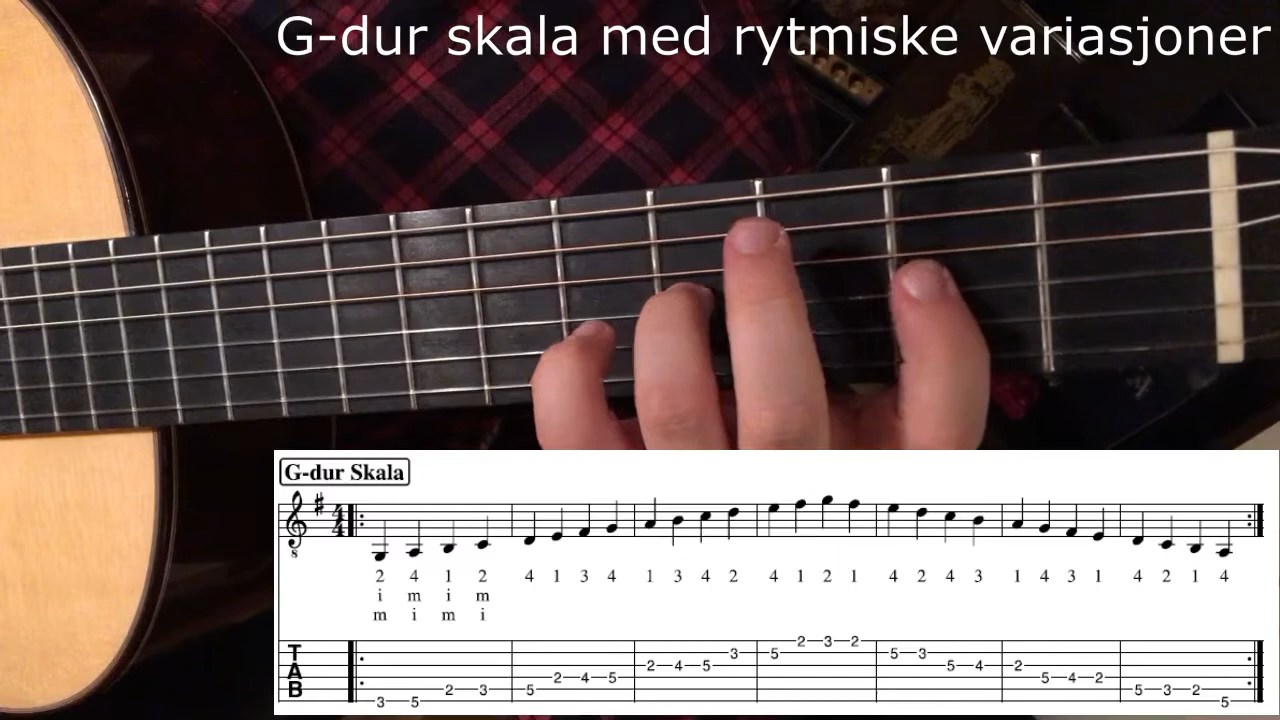 G-dur skala med rytmiske variasjoner
G-dur Skala
4
4
8
2 4 1 2 4 1 3 4 1 3 4 2 4 1 2 1 4 2 4 3 1 4 3 1 4 2 1 4
i m i m
m i m i
T
A
B
2 3 2
3 5 5 3
2 4 5 5 4 2
2 4 5 5 4 2
2 3 5 5 3 2
3 5 5